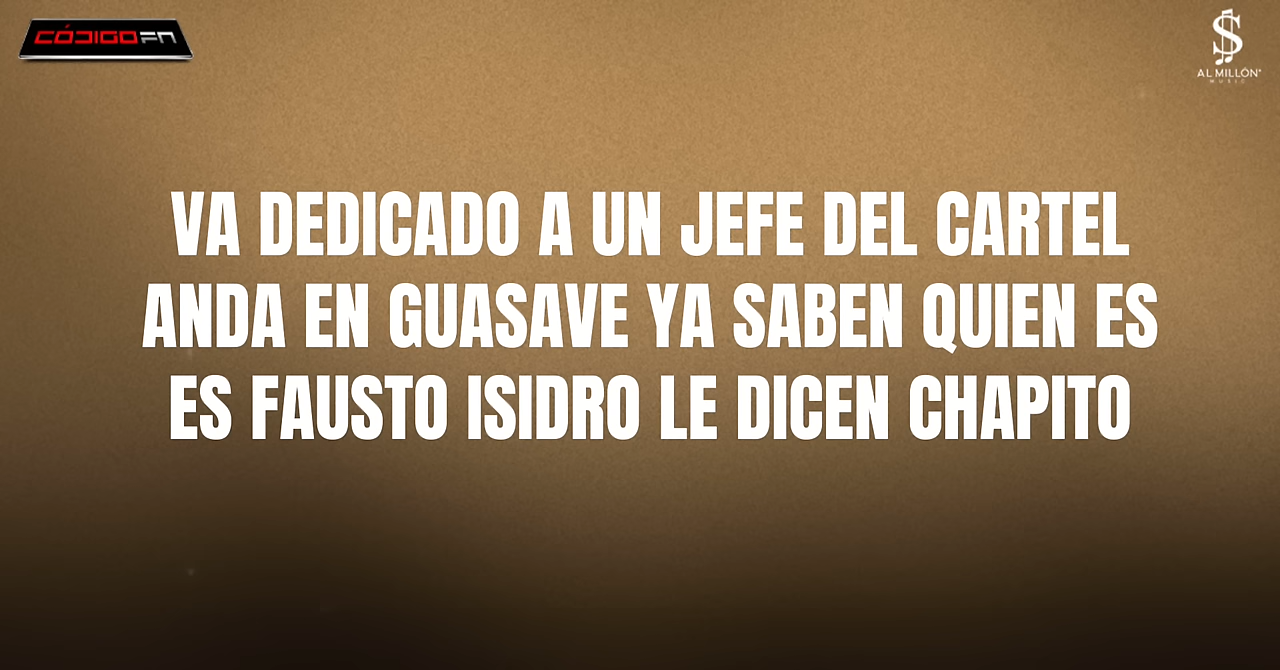 CÓDIGO FN
$
AL MILLÓN
MUSIC
VA DEDICADO A UN JEFE DEL CARTEL
ANDA EN GUASAVE YA SABEN QUIEN ES
ES FAUSTO ISIDRO LE DICEN CHAPITO